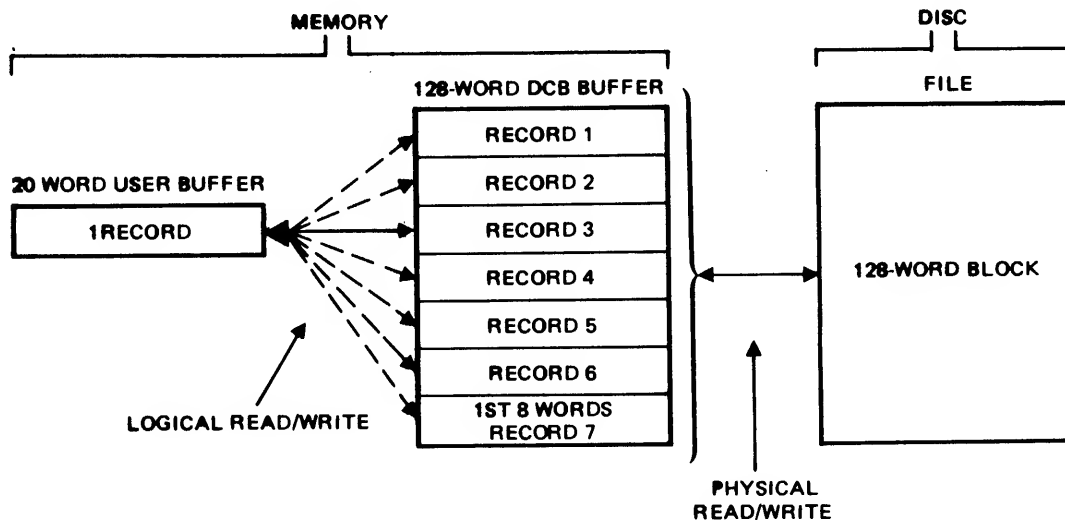 MEMORY
DISC
128-WORD DCB BUFFER
FILE
RECORD 1
RECORD 2
20 WORD USER BUFFER
1RECORD
RECORD 3
RECORD 4
128-WORD BLOCK
RECORD 5
RECORD 6
1ST 8 WORDS
RECORD 7
LOGICAL READ/WRITE
PHYSICAL
READ/WRITE